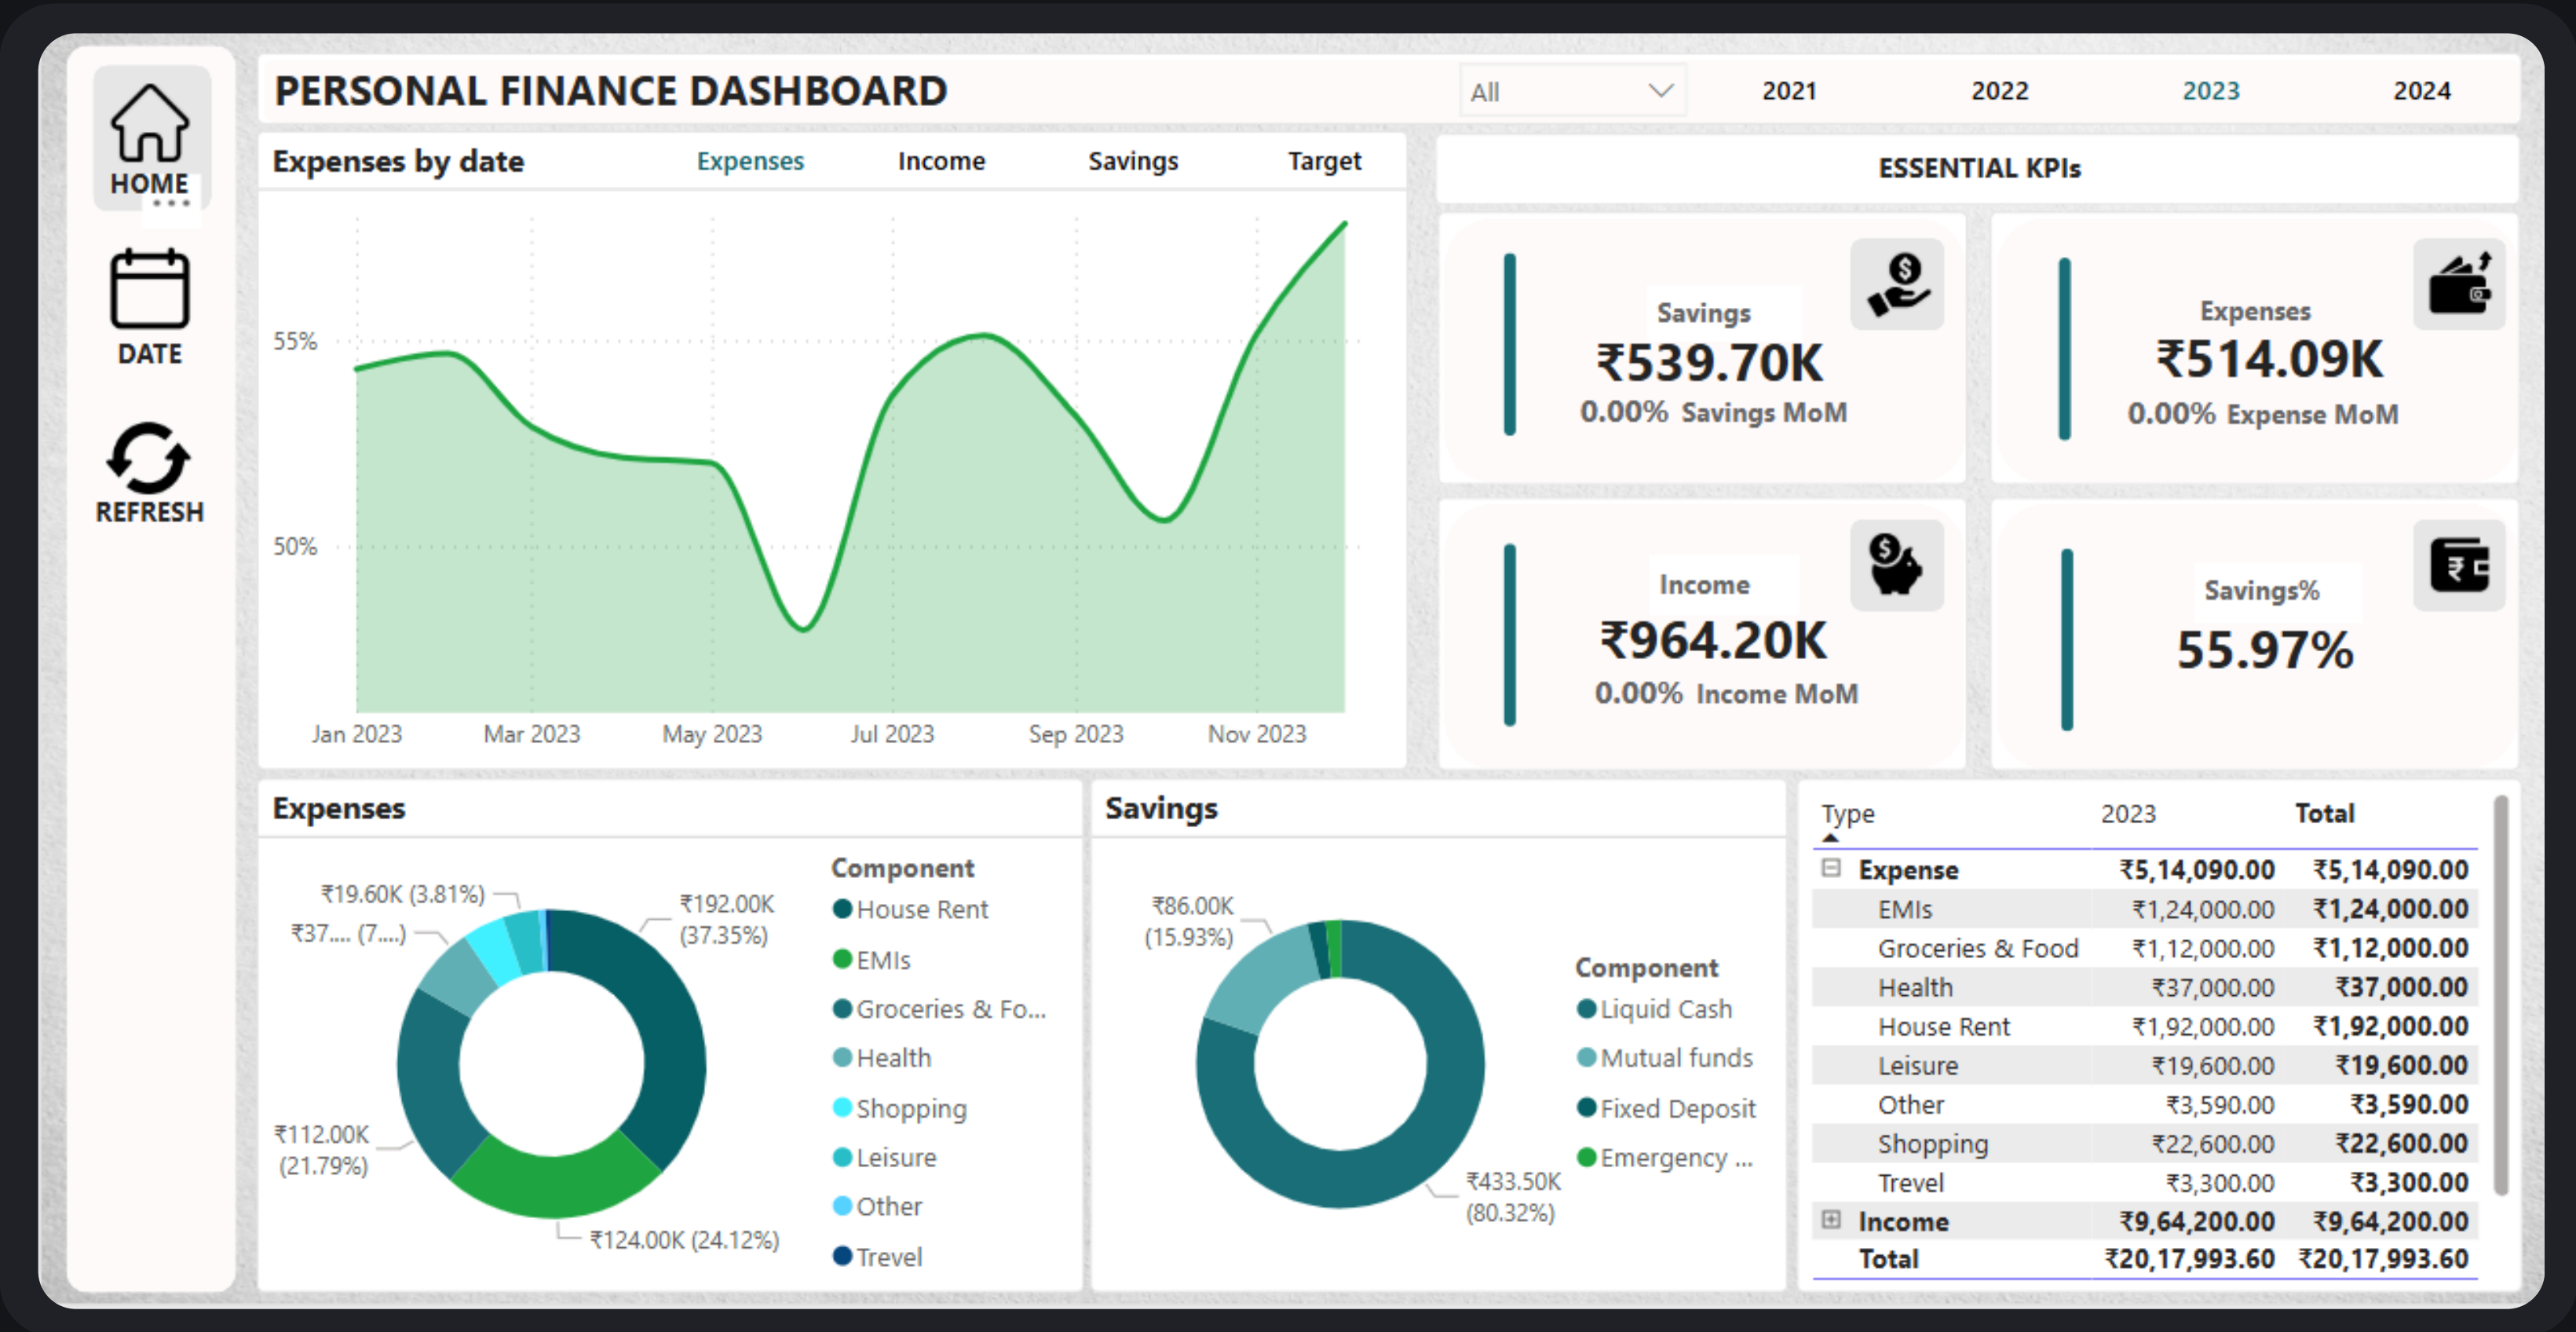 HOME
DATE
REFRESH
PERSONAL FINANCE DASHBOARD
All
2021 2022 2023 2024
Expenses by date
Expenses Income Savings Target
55%
50%
Jan 2023 Mar 2023 May 2023 Jul 2023 Sep 2023 Nov 2023
ESSENTIAL KPIs
Savings
₹539.70K
0.00% Savings MoM
Expenses
₹514.09K
0.00% Expense MoM
Income
₹964.20K
0.00% Income MoM
Savings%
55.97%
Expenses
₹19.60K (3.81%)
₹37.... (7....)
₹192.00K
(37.35%)
₹112.00K
(21.79%)
₹124.00K (24.12%)
Component
House Rent
EMIs
Groceries & Fo...
Health
Shopping
Leisure
Other
Trevel
Savings
₹86.00K
(15.93%)
₹433.50K
(80.32%)
Component
Liquid Cash
Mutual funds
Fixed Deposit
Emergency ...
Type 2023 Total
Expense ₹5,14,090.00 ₹5,14,090.00
EMIs ₹1,24,000.00 ₹1,24,000.00
Groceries & Food ₹1,12,000.00 ₹1,12,000.00
Health ₹37,000.00 ₹37,000.00
House Rent ₹1,92,000.00 ₹1,92,000.00
Leisure ₹19,600.00 ₹19,600.00
Other ₹3,590.00 ₹3,590.00
Shopping ₹22,600.00 ₹22,600.00
Trevel ₹3,300.00 ₹3,300.00
Income ₹9,64,200.00 ₹9,64,200.00
Total ₹20,17,993.60 ₹20,17,993.60